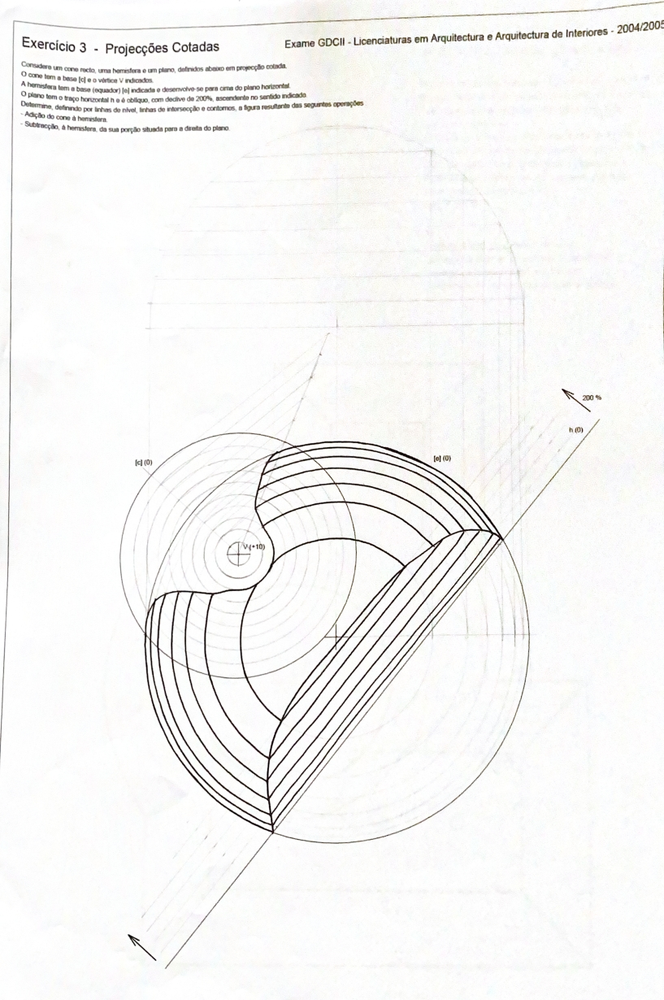 Exercício 3 - Projecções Cotadas
Exame GDCII - Licenciaturas em Arquitectura e Arquitectura de Interiores - 2004/2005
Considere um cone recto, uma hemisfera e um plano, definidos abaixo em projecção cotada.
O cone tem a base [c] e o vértice V indicados.
A hemisfera tem a base (equador) [e] indicada e desenvolve-se para cima do plano horizontal.
O plano tem o traço horizontal h e é oblíquo, com declive de 200%, ascendente no sentido indicado.
Determine, definindo por linhas de nível, linhas de intersecção e contornos, a figura resultante das seguintes operações
- Adição do cone à hemisfera.
- Subtracção, à hemisfera, da sua porção situada para a direita do plano.
200 %
h (0)
[c] (0)
[e] (0)
V (+10)